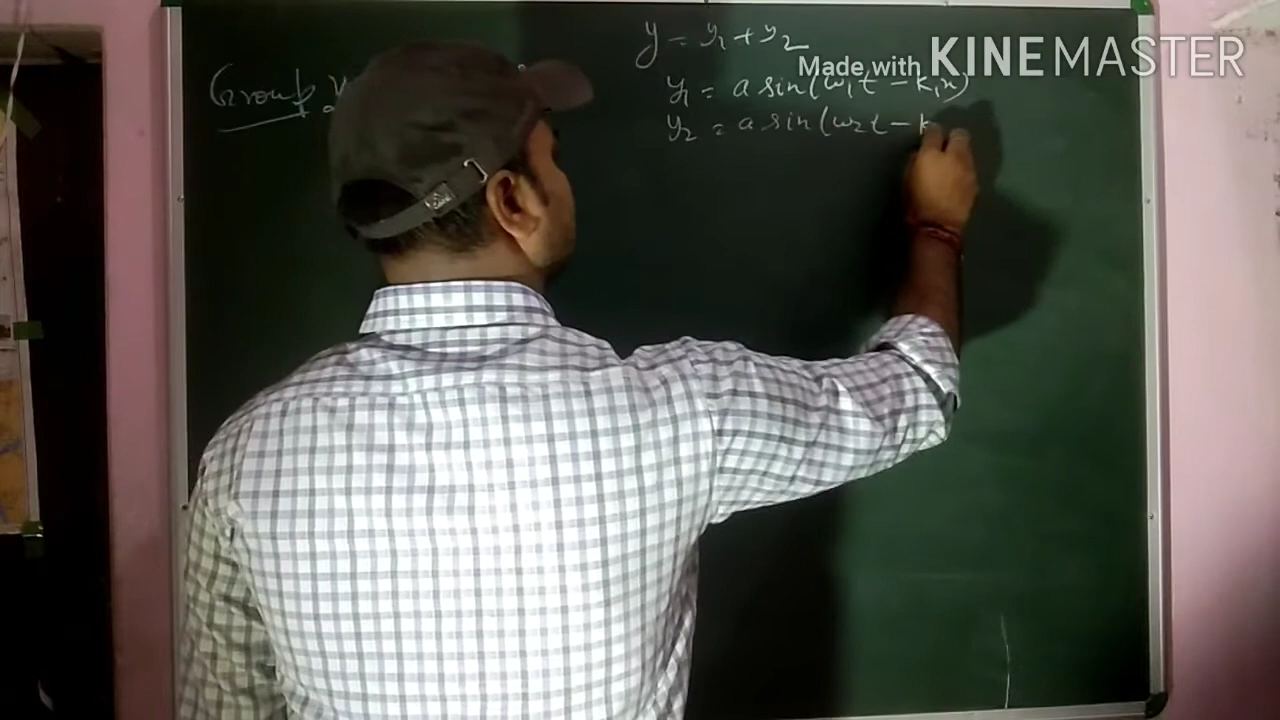 y = y₁ + y₂
Made with KINEMASTER
Group
y₁ = a sin(ω₁t - k₁x)
y₂ = a sin(ω₂t - k